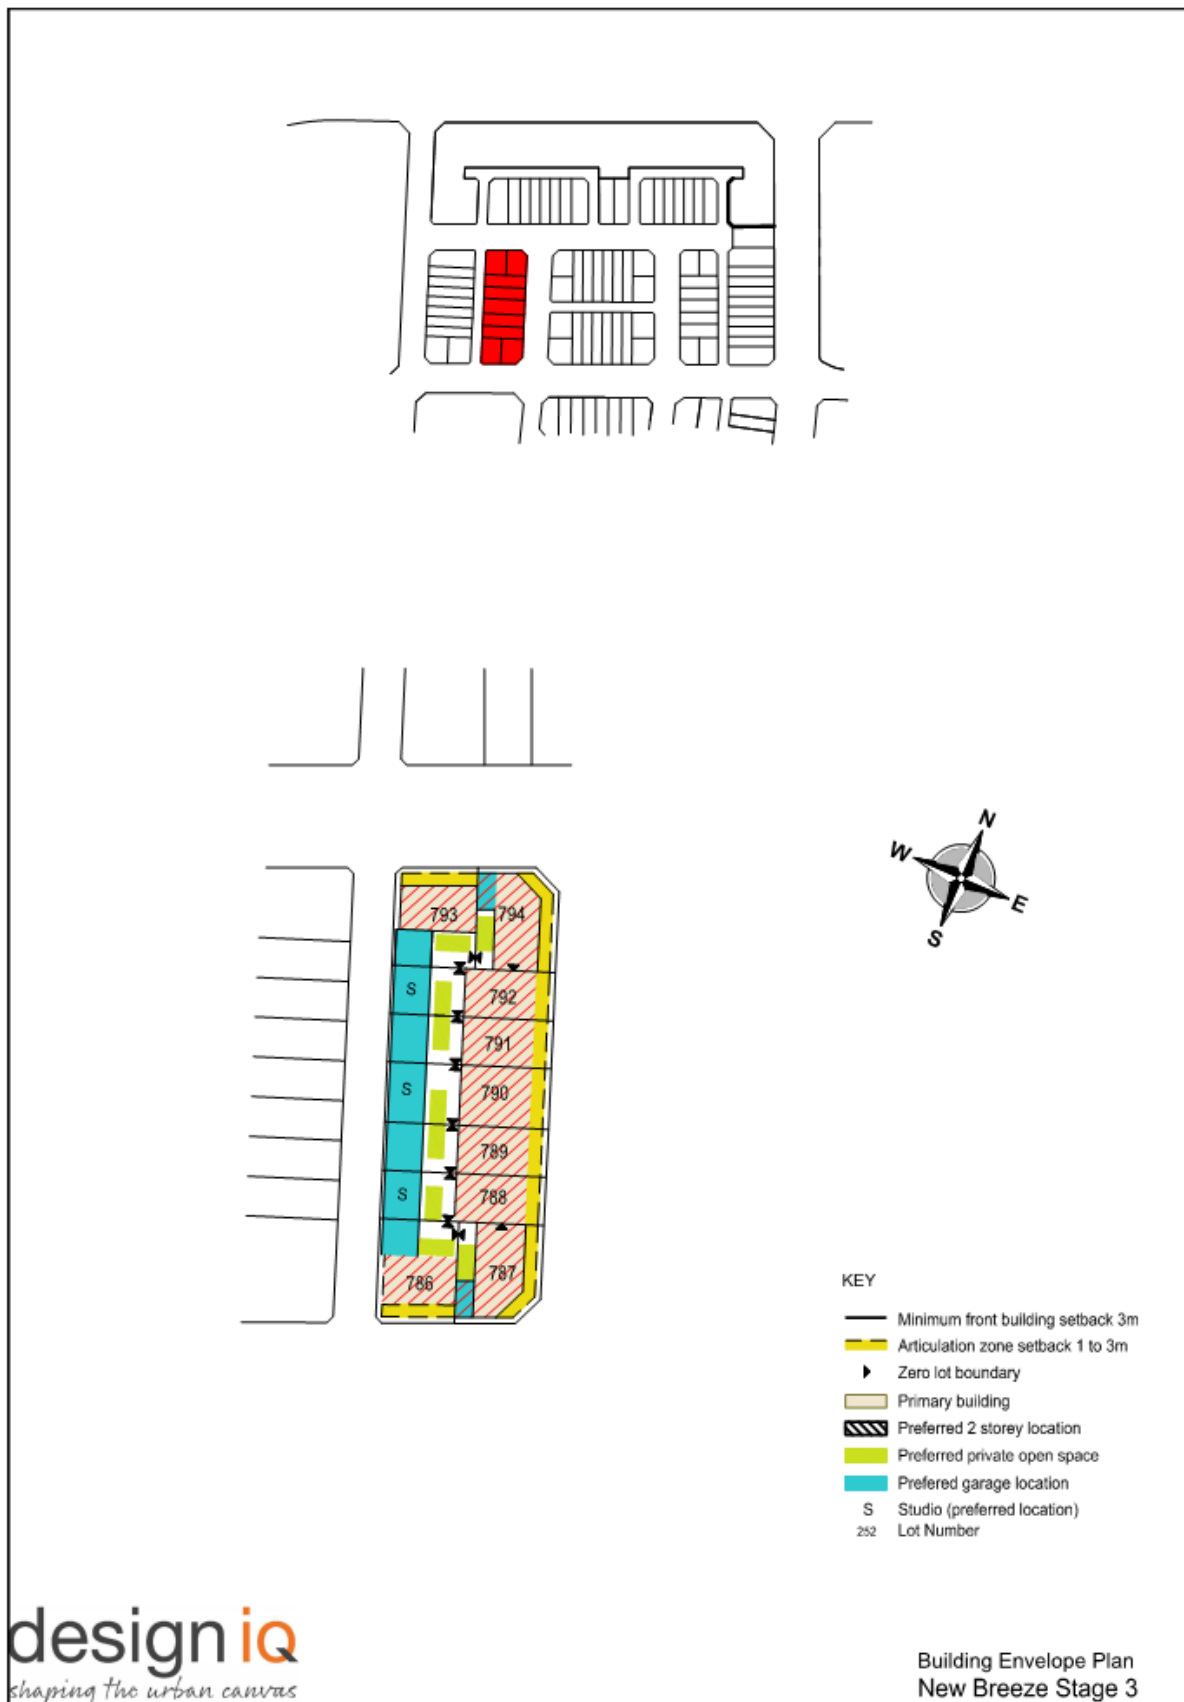 793
794
S
792
791
S
790
789
S
788
787
786
N
W
E
S
KEY
Minimum front building setback 3m
Articulation zone setback 1 to 3m
Zero lot boundary
Primary building
Preferred 2 storey location
Preferred private open space
Prefered garage location
S Studio (preferred location)
252 Lot Number
design iQ
shaping the urban canvas
Building Envelope Plan
New Breeze Stage 3